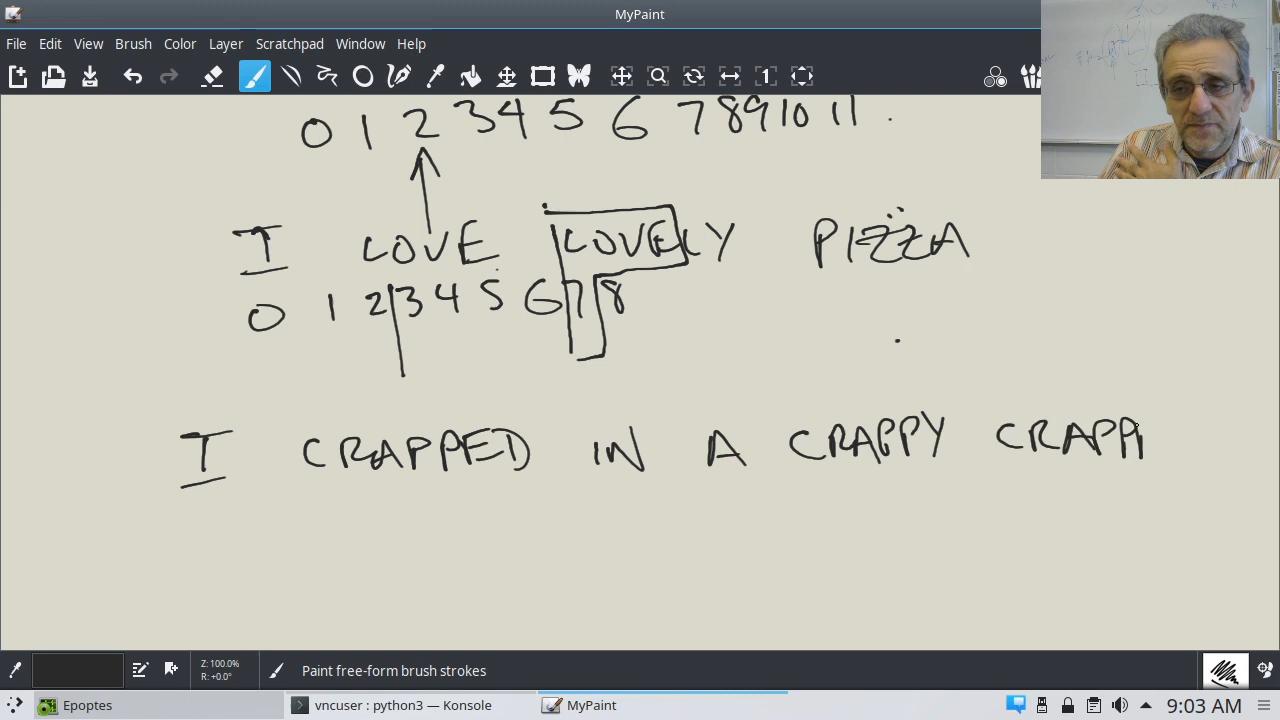 MyPaint
File Edit View Brush Color Layer Scratchpad Window Help
0 1 2 3 4 5 6 7 8 9 10 11
I LOVE LOVELY PIZZA
0 1 2 3 4 5 6 7 8
I CRAPPED IN A CRAPPY CRAPP
Z: 100.0%
R: +0.0°
Paint free-form brush strokes
Epoptes
vncuser : python3 — Konsole
MyPaint
9:03 AM